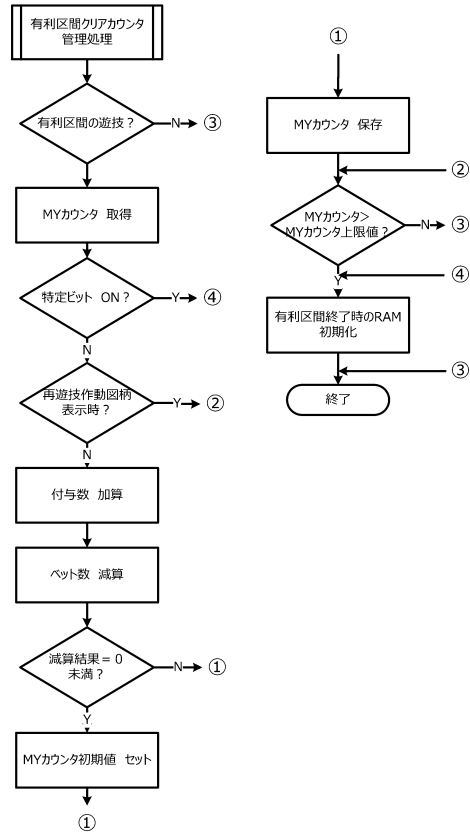 有利区間クリアカウンタ
管理処理
有利区間の遊技？
N
③
MYカウンタ 取得
特定ビット ON？
Y
④
N
再遊技作動図柄
表示時？
Y
②
N
付与数 加算
ベット数 減算
減算結果＝0
未満？
N
①
Y
MYカウンタ初期値 セット
①
①
MYカウンタ 保存
②
MYカウンタ＞
MYカウンタ上限値？
N
③
Y
④
有利区間終了時のRAM
初期化
③
終了